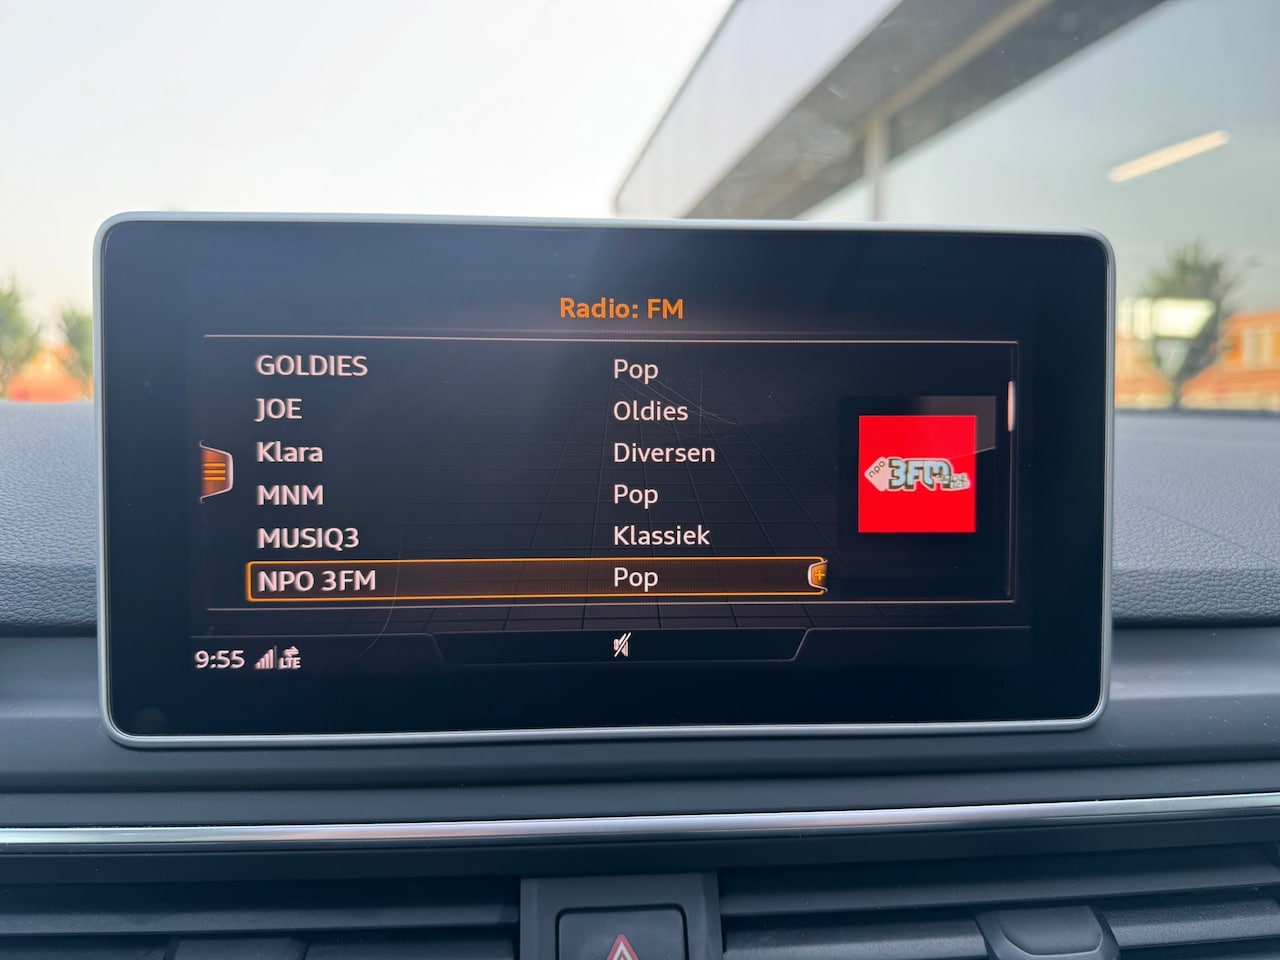 Radio: FM
GOLDIES Pop
JOE Oldies
Klara Diversen
MNM Pop
MUSIQ3 Klassiek
npo 3FM
NPO 3FM Pop
9:55 LTE